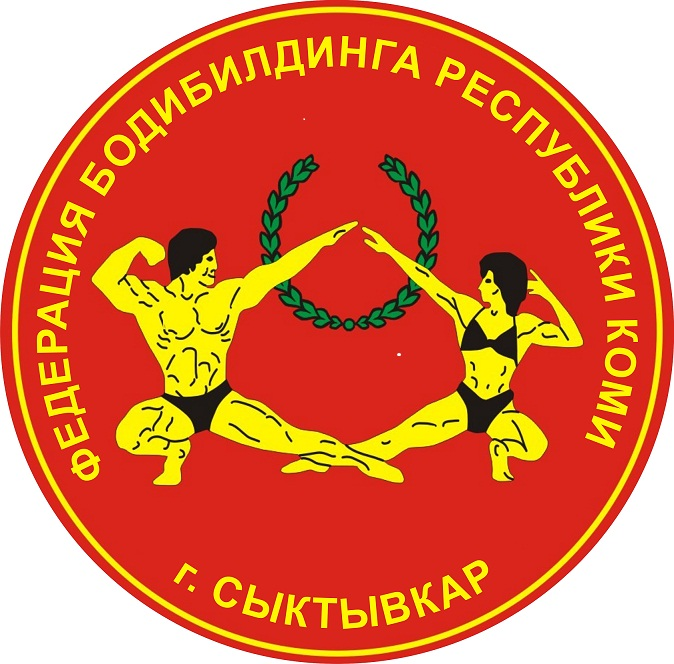 ФЕДЕРАЦИЯ БОДИБИЛДИНГА РЕСПУБЛИКИ КОМИ
г. СЫКТЫВКАР